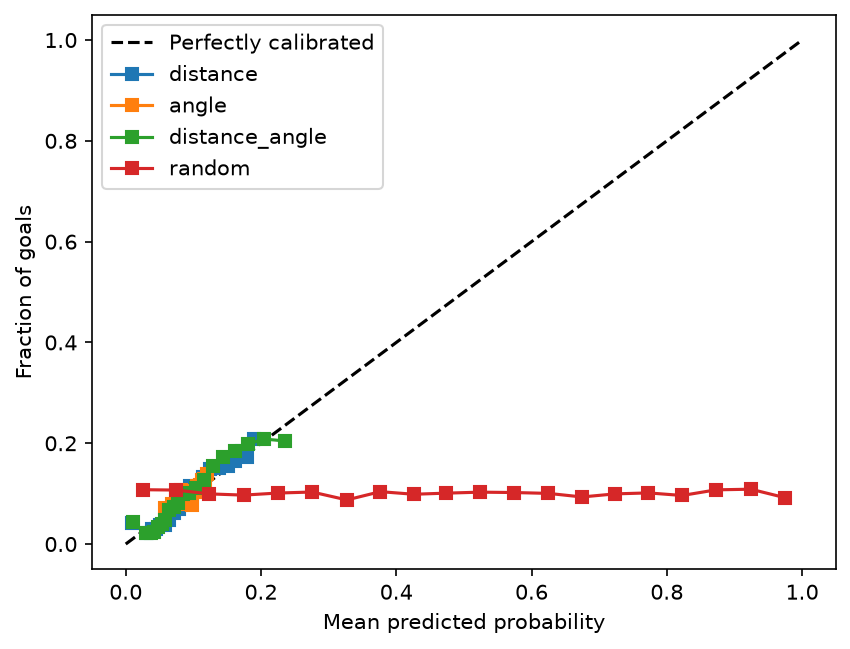 1.0
0.8
0.6
0.4
0.2
0.0
Fraction of goals
Perfectly calibrated
distance
angle
distance_angle
random
0.0 0.2 0.4 0.6 0.8 1.0
Mean predicted probability